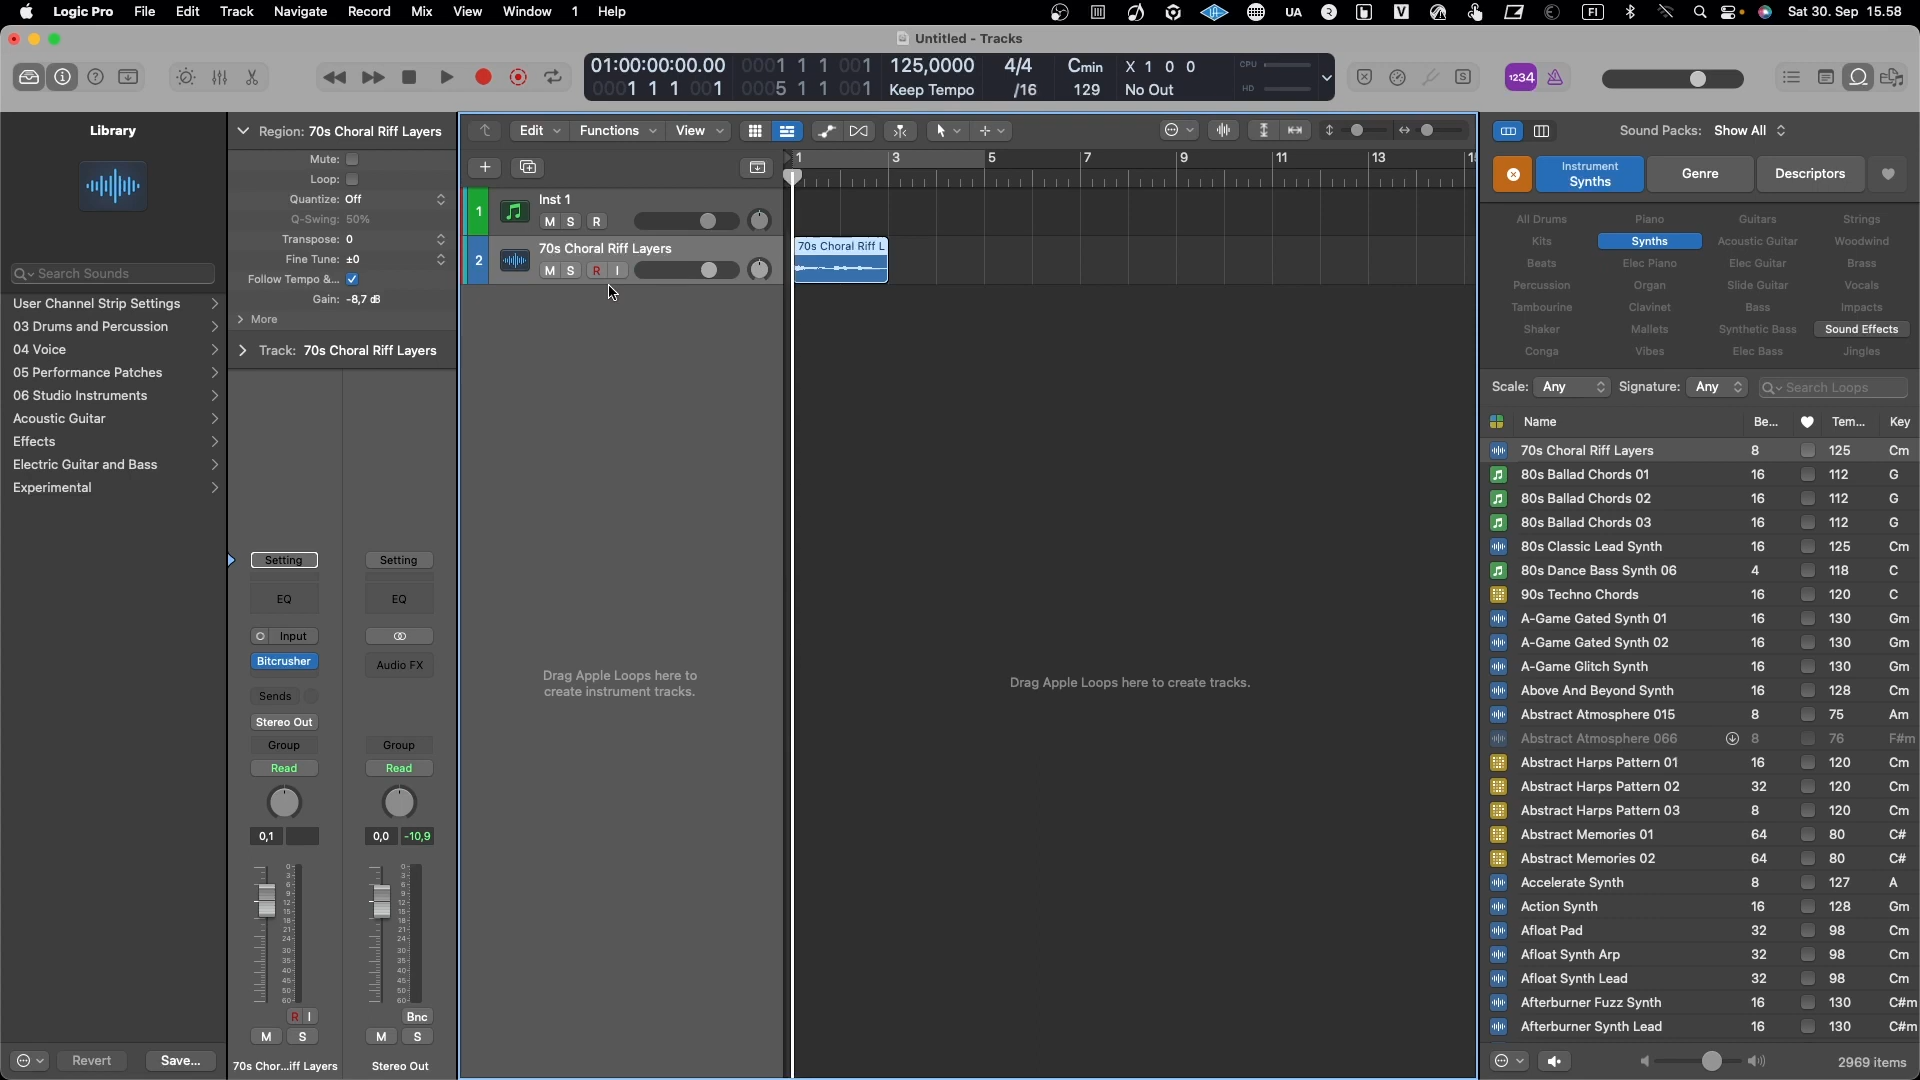 Logic Pro File Edit Track Navigate Record Mix View Window 1 Help UA FI Sat 30. Sep 15.58
Untitled - Tracks
01:00:00:00.00 0001 1 1 001 125,0000 4/4 Cmin X 1 0 0 CPU
0001 1 1 001 0005 1 1 001 Keep Tempo /16 129 No Out HD
1234
Library
Search Sounds
User Channel Strip Settings
03 Drums and Percussion
04 Voice
05 Performance Patches
06 Studio Instruments
Acoustic Guitar
Effects
Electric Guitar and Bass
Experimental
Revert Save...
Region: 70s Choral Riff Layers
Mute:
Loop:
Quantize: Off
Q-Swing: 50%
Transpose: 0
Fine Tune: ±0
Follow Tempo &...
Gain: -8,7 dB
More
Track: 70s Choral Riff Layers
Setting Setting
EQ EQ
Input
Bitcrusher Audio FX
Sends
Stereo Out
Group Group
Read Read
0,1 0,0 -10,9
R I Bnc
M S M S
70s Chor...iff Layers Stereo Out
Edit Functions View
1 3 5 7 9 11 13
1 Inst 1
M S R
2 70s Choral Riff Layers
M S R I
70s Choral Riff L
Drag Apple Loops here to
create instrument tracks.
Drag Apple Loops here to create tracks.
Sound Packs: Show All
Instrument
Synths
Genre Descriptors
All Drums Piano Guitars Strings
Kits Synths Acoustic Guitar Woodwind
Beats Elec Piano Elec Guitar Brass
Percussion Organ Slide Guitar Vocals
Tambourine Clavinet Bass Impacts
Shaker Mallets Synthetic Bass Sound Effects
Conga Vibes Elec Bass Jingles
Scale: Any Signature: Any Search Loops
Name Be... Tem... Key
70s Choral Riff Layers 8 125 Cm
80s Ballad Chords 01 16 112 G
80s Ballad Chords 02 16 112 G
80s Ballad Chords 03 16 112 G
80s Classic Lead Synth 16 125 Cm
80s Dance Bass Synth 06 4 118 C
90s Techno Chords 16 120 C
A-Game Gated Synth 01 16 130 Gm
A-Game Gated Synth 02 16 130 Gm
A-Game Glitch Synth 16 130 Gm
Above And Beyond Synth 16 128 Cm
Abstract Atmosphere 015 8 75 Am
Abstract Atmosphere 066 8 76 F#m
Abstract Harps Pattern 01 16 120 Cm
Abstract Harps Pattern 02 32 120 Cm
Abstract Harps Pattern 03 8 120 Cm
Abstract Memories 01 64 80 C#
Abstract Memories 02 64 80 C#
Accelerate Synth 8 127 A
Action Synth 16 128 Gm
Afloat Pad 32 98 Cm
Afloat Synth Arp 32 98 Cm
Afloat Synth Lead 32 98 Cm
Afterburner Fuzz Synth 16 130 C#m
Afterburner Synth Lead 16 130 C#m
2969 items